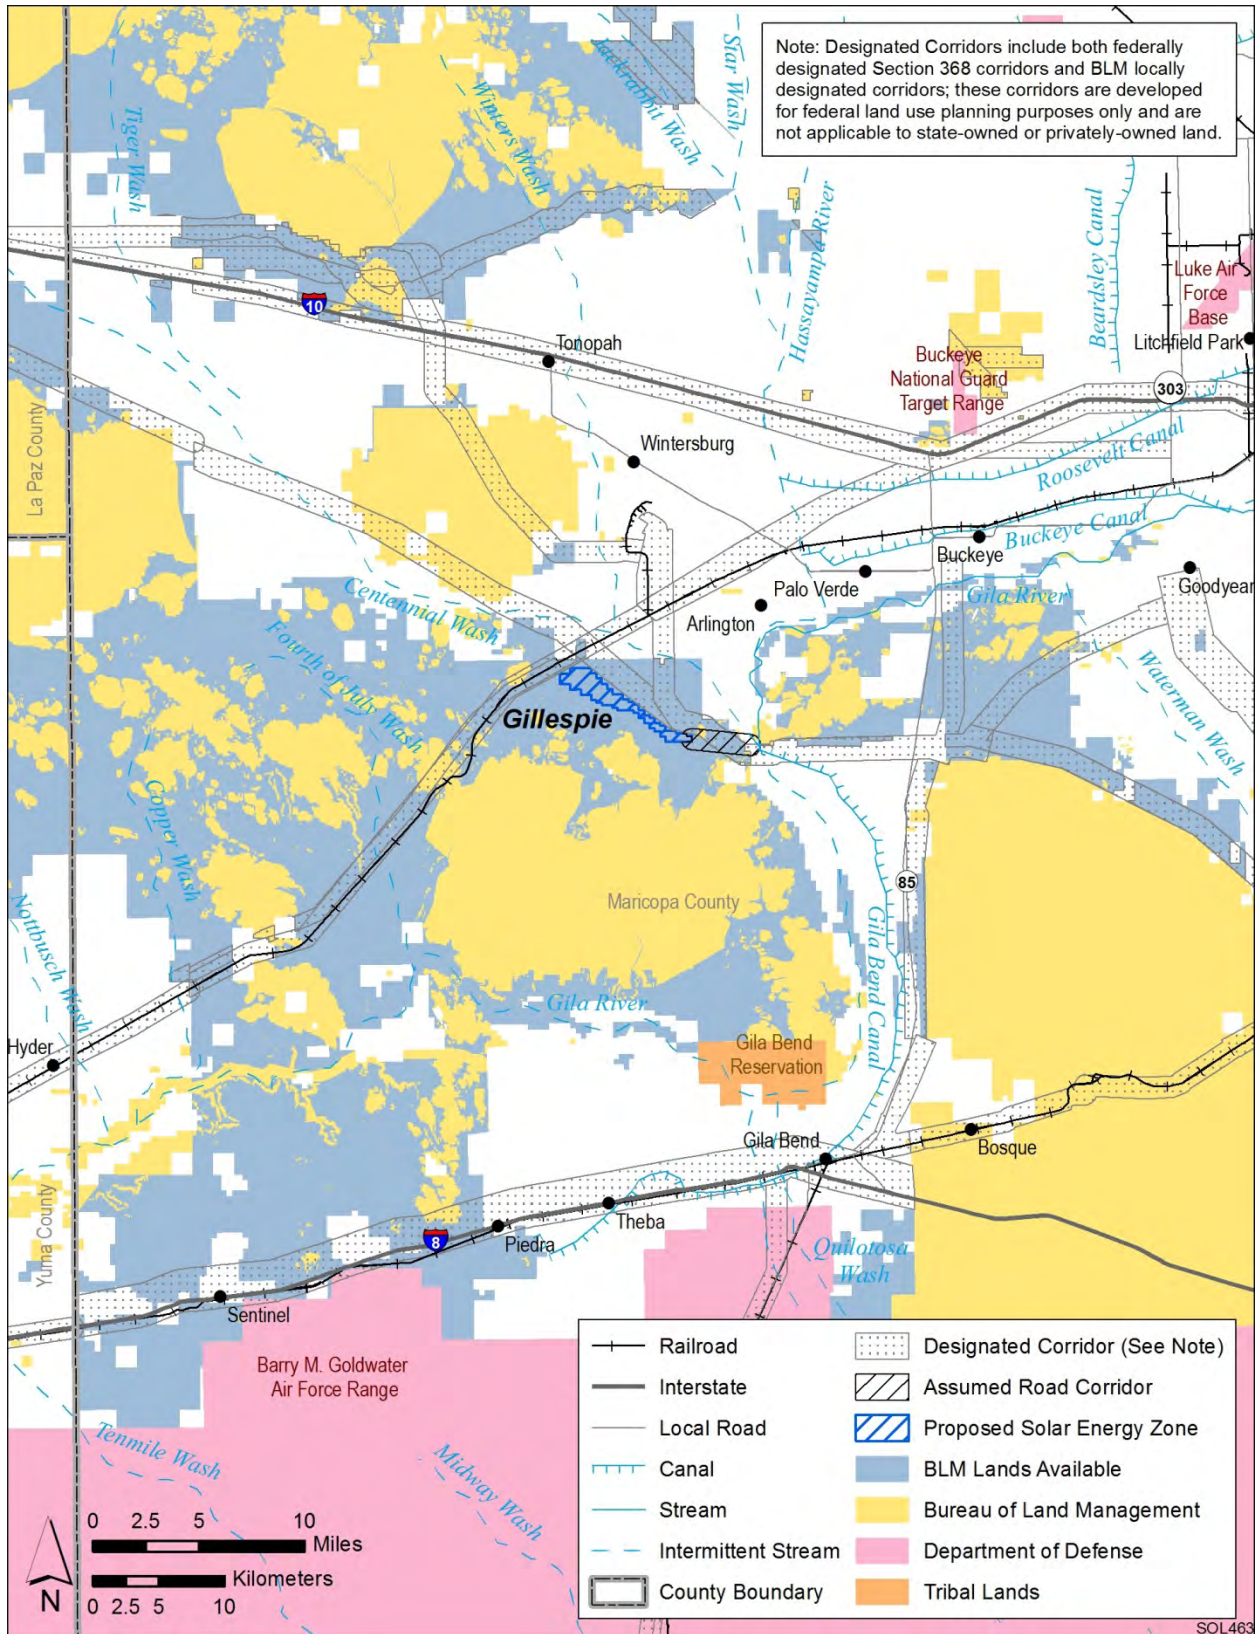 Note: Designated Corridors include both federally
designated Section 368 corridors and BLM locally
designated corridors; these corridors are developed
for federal land use planning purposes only and are
not applicable to state-owned or privately-owned land.
Jackrabbit Wash
Star Wash
Winters Wash
Tiger Wash
Hassayampa River
Beardsley Canal
Luke Air
Force
Base
10
Litchfield Park
Tonopah
Buckeye
National Guard
Target Range
303
Wintersburg
Roosevelt Canal
La Paz County
Buckeye Canal
Buckeye
Palo Verde
Goodyear
Centennial Wash
Arlington
Gila River
Fourth of July Wash
Waterman Wash
Gillespie
Copper Wash
85
Maricopa County
Nottbusch Wash
Gila Bend Canal
Gila River
Hyder
Gila Bend
Reservation
Gila Bend
Bosque
Yuma County
Theba
Piedra
8
Quilotosa
Wash
Sentinel
Barry M. Goldwater
Air Force Range
Tenmile Wash
Midway Wash
0 2.5 5 10
Miles
Kilometers
0 2.5 5 10
N
Railroad
Interstate
Local Road
Canal
Stream
Intermittent Stream
County Boundary
Designated Corridor (See Note)
Assumed Road Corridor
Proposed Solar Energy Zone
BLM Lands Available
Bureau of Land Management
Department of Defense
Tribal Lands
SOL463